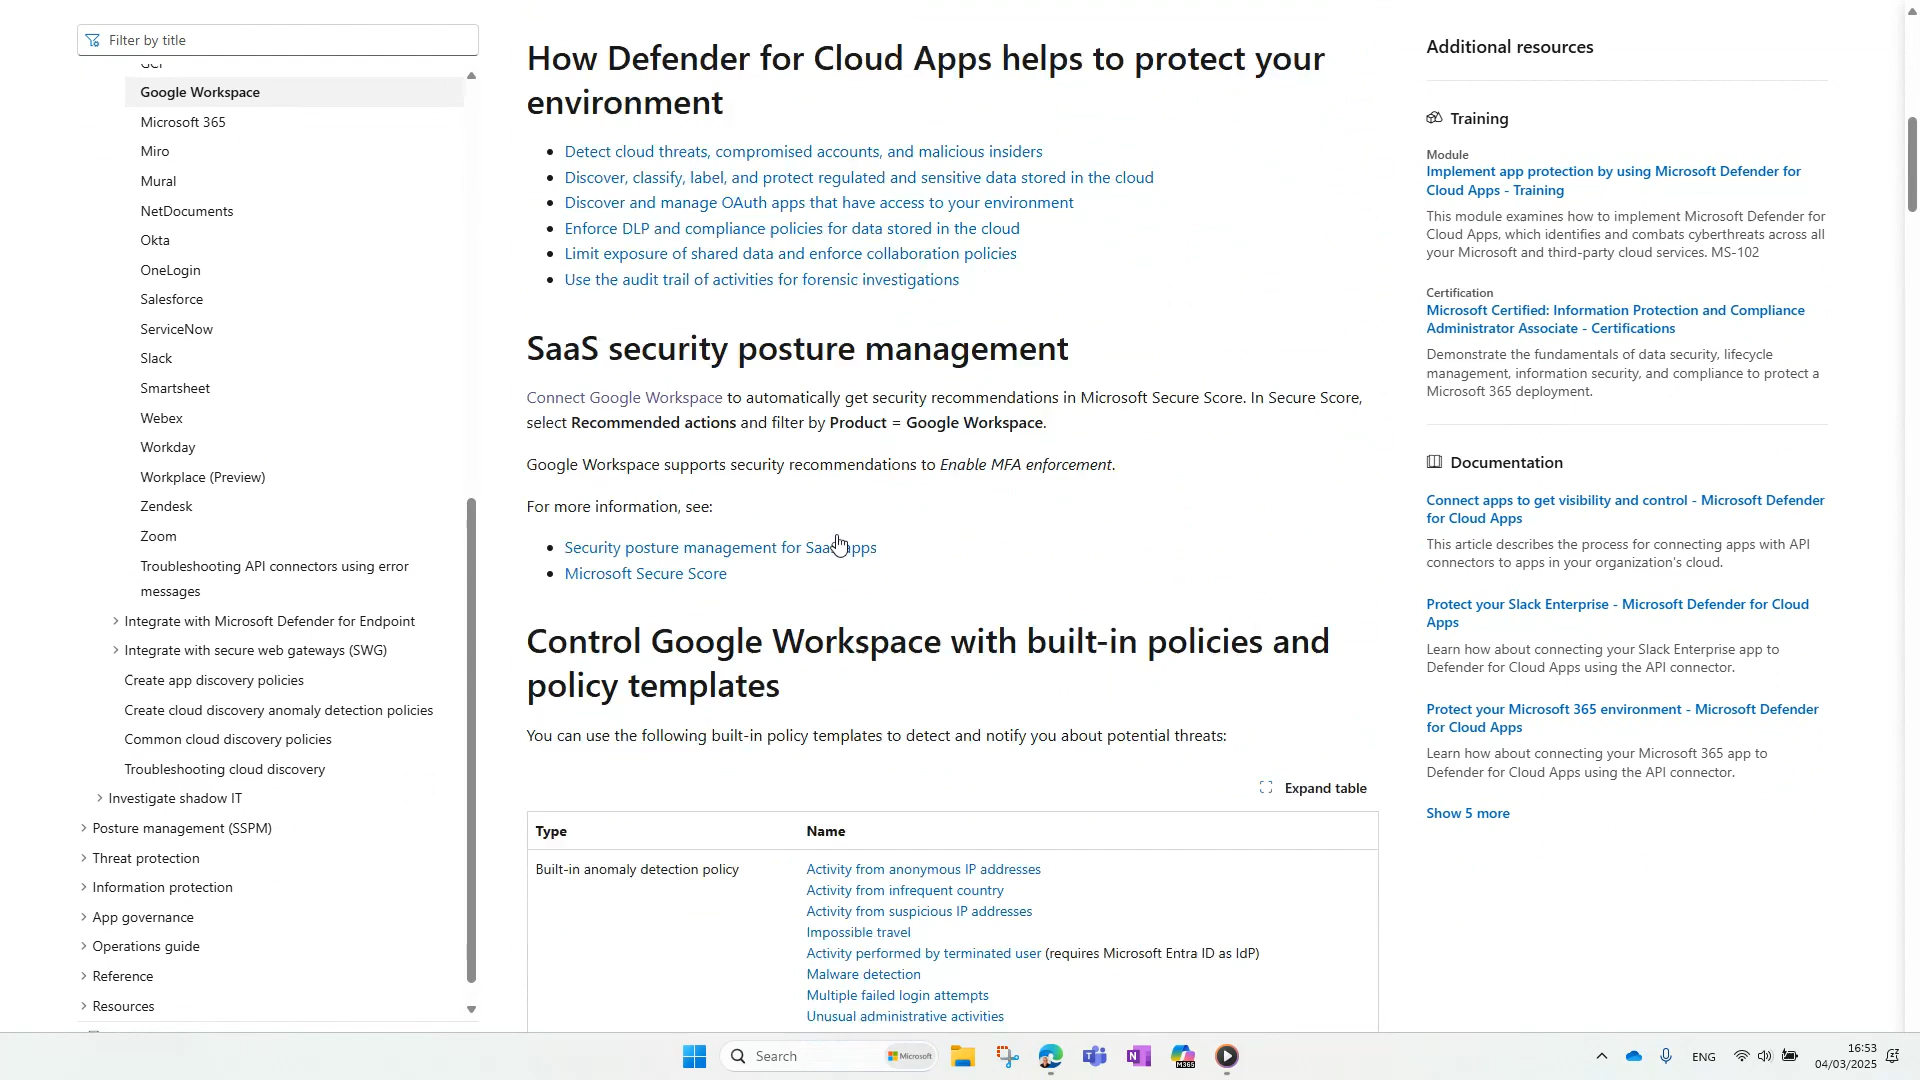 Filter by title
GCP
Google Workspace
Microsoft 365
Miro
Mural
NetDocuments
Okta
OneLogin
Salesforce
ServiceNow
Slack
Smartsheet
Webex
Workday
Workplace (Preview)
Zendesk
Zoom
Troubleshooting API connectors using error
messages
Integrate with Microsoft Defender for Endpoint
Integrate with secure web gateways (SWG)
Create app discovery policies
Create cloud discovery anomaly detection policies
Common cloud discovery policies
Troubleshooting cloud discovery
Investigate shadow IT
Posture management (SSPM)
Threat protection
Information protection
App governance
Operations guide
Reference
Resources
How Defender for Cloud Apps helps to protect your
environment
Detect cloud threats, compromised accounts, and malicious insiders
Discover, classify, label, and protect regulated and sensitive data stored in the cloud
Discover and manage OAuth apps that have access to your environment
Enforce DLP and compliance policies for data stored in the cloud
Limit exposure of shared data and enforce collaboration policies
Use the audit trail of activities for forensic investigations
SaaS security posture management
Connect Google Workspace to automatically get security recommendations in Microsoft Secure Score. In Secure Score,
select Recommended actions and filter by Product = Google Workspace.
Google Workspace supports security recommendations to Enable MFA enforcement.
For more information, see:
Security posture management for SaaS apps
Microsoft Secure Score
Control Google Workspace with built-in policies and
policy templates
You can use the following built-in policy templates to detect and notify you about potential threats:
Expand table
Type Name
Built-in anomaly detection policy Activity from anonymous IP addresses
Activity from infrequent country
Activity from suspicious IP addresses
Impossible travel
Activity performed by terminated user (requires Microsoft Entra ID as IdP)
Malware detection
Multiple failed login attempts
Unusual administrative activities
Additional resources
Training
Module
Implement app protection by using Microsoft Defender for
Cloud Apps - Training
This module examines how to implement Microsoft Defender for
Cloud Apps, which identifies and combats cyberthreats across all
your Microsoft and third-party cloud services. MS-102
Certification
Microsoft Certified: Information Protection and Compliance
Administrator Associate - Certifications
Demonstrate the fundamentals of data security, lifecycle
management, information security, and compliance to protect a
Microsoft 365 deployment.
Documentation
Connect apps to get visibility and control - Microsoft Defender
for Cloud Apps
This article describes the process for connecting apps with API
connectors to apps in your organization's cloud.
Protect your Slack Enterprise - Microsoft Defender for Cloud
Apps
Learn how about connecting your Slack Enterprise app to
Defender for Cloud Apps using the API connector.
Protect your Microsoft 365 environment - Microsoft Defender
for Cloud Apps
Learn how about connecting your Microsoft 365 app to
Defender for Cloud Apps using the API connector.
Show 5 more
Search
Microsoft
M365
ENG
16:53
04/03/2025